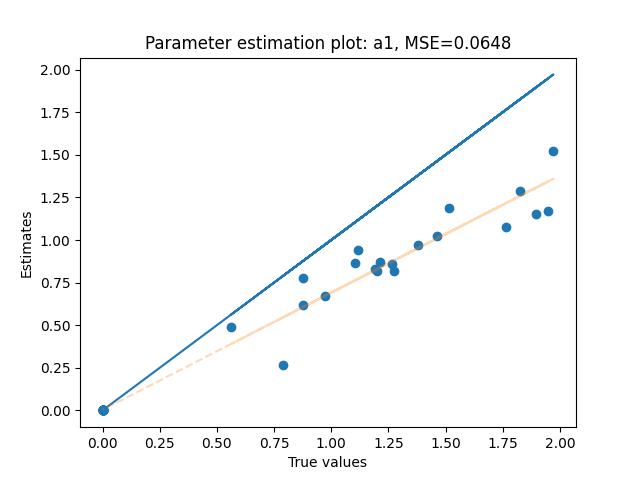 Parameter estimation plot: a1, MSE=0.0648
2.00
1.75
1.50
1.25
1.00
0.75
0.50
0.25
0.00
Estimates
0.00 0.25 0.50 0.75 1.00 1.25 1.50 1.75 2.00
True values